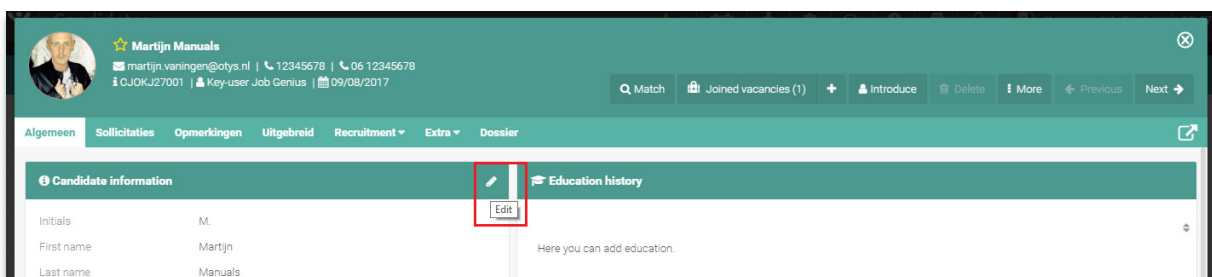 Martijn Manuals
martijn.vaningen@otys.nl | 12345678 | 06 12345678
CJOKJ27001 | Key-user Job Genius | 09/08/2017
Match Joined vacancies (1) Introduce Delete More Previous Next
Algemeen Sollicitaties Opmerkingen Uitgebreid Recruitment Extra Dossier
Candidate information Education history
Edit
Initials M.
First name Martijn Here you can add education.
Last name Manuals